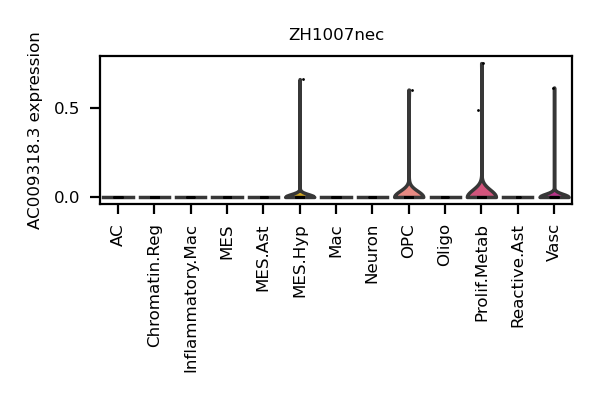 ZH1007nec
AC009318.3 expression
0.5
0.0
AC
Chromatin.Reg
Inflammatory.Mac
MES
MES.Ast
MES.Hyp
Mac
Neuron
OPC
Oligo
Prolif.Metab
Reactive.Ast
Vasc